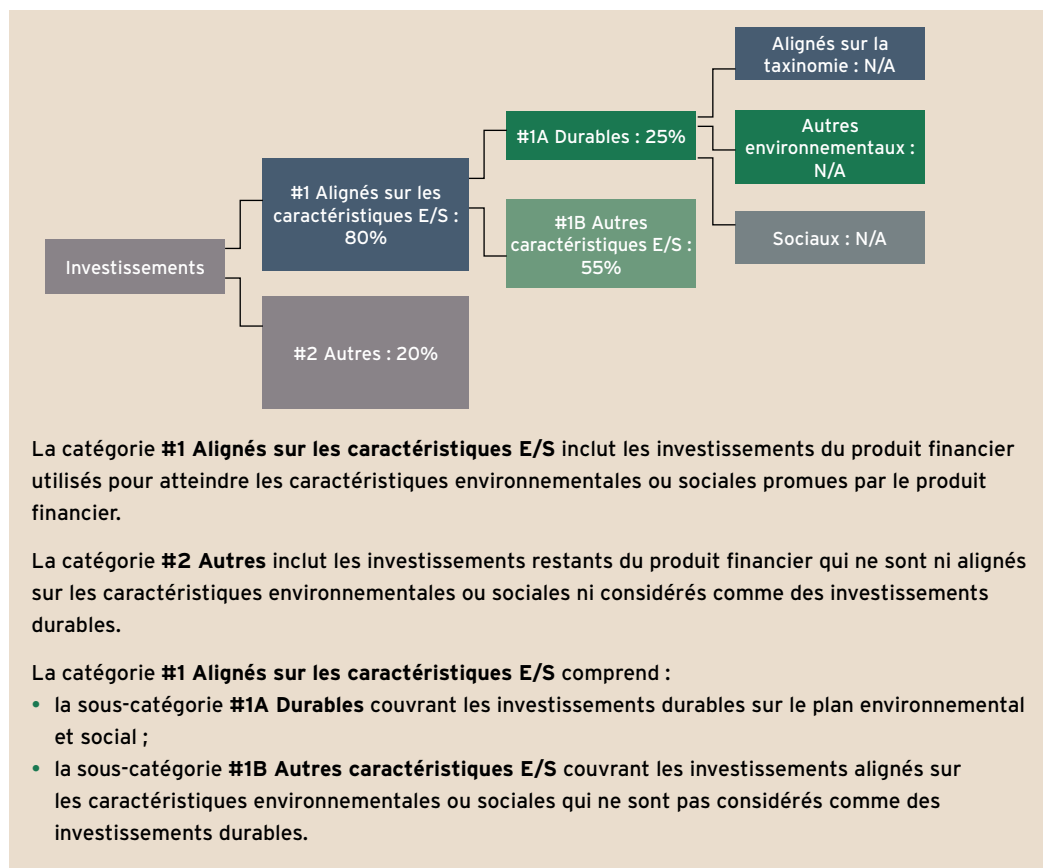 Alignés sur la
taxinomie : N/A
#1A Durables : 25%
Autres
environnementaux :
N/A
#1 Alignés sur les
caractéristiques E/S :
80%
#1B Autres
caractéristiques E/S :
55%
Sociaux : N/A
Investissements
#2 Autres : 20%
La catégorie #1 Alignés sur les caractéristiques E/S inclut les investissements du produit financier
utilisés pour atteindre les caractéristiques environnementales ou sociales promues par le produit
financier.
La catégorie #2 Autres inclut les investissements restants du produit financier qui ne sont ni alignés
sur les caractéristiques environnementales ou sociales ni considérés comme des investissements
durables.
La catégorie #1 Alignés sur les caractéristiques E/S comprend :
• la sous-catégorie #1A Durables couvrant les investissements durables sur le plan environnemental
et social ;
• la sous-catégorie #1B Autres caractéristiques E/S couvrant les investissements alignés sur
les caractéristiques environnementales ou sociales qui ne sont pas considérés comme des
investissements durables.